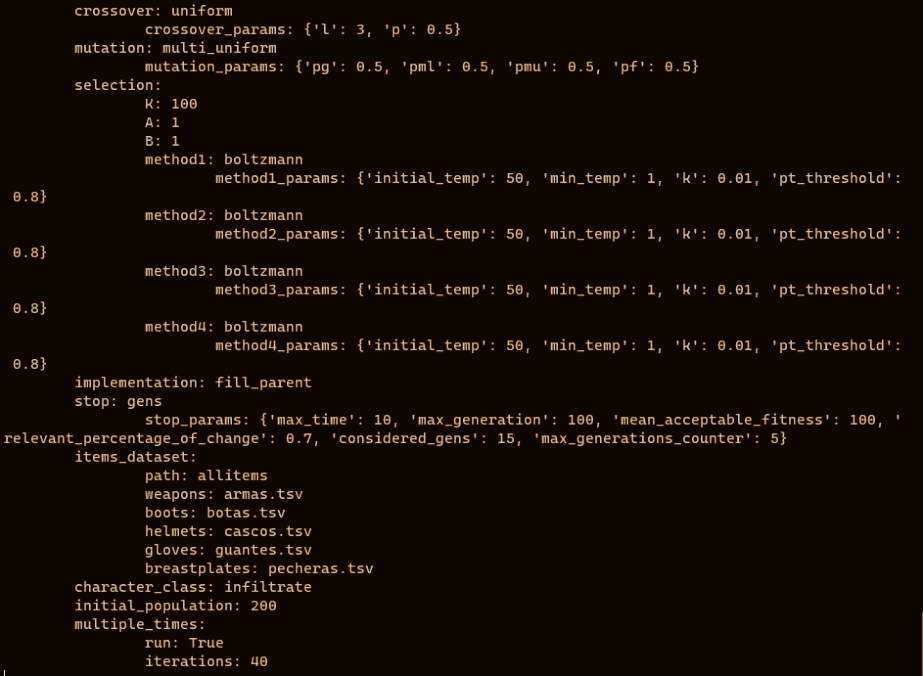 crossover: uniform
crossover_params: {'l': 3, 'p': 0.5}
mutation: multi_uniform
mutation_params: {'pg': 0.5, 'pml': 0.5, 'pmu': 0.5, 'pf': 0.5}
selection:
K: 100
A: 1
B: 1
method1: boltzmann
method1_params: {'initial_temp': 50, 'min_temp': 1, 'k': 0.01, 'pt_threshold':
0.8}
method2: boltzmann
method2_params: {'initial_temp': 50, 'min_temp': 1, 'k': 0.01, 'pt_threshold':
0.8}
method3: boltzmann
method3_params: {'initial_temp': 50, 'min_temp': 1, 'k': 0.01, 'pt_threshold':
0.8}
method4: boltzmann
method4_params: {'initial_temp': 50, 'min_temp': 1, 'k': 0.01, 'pt_threshold':
0.8}
implementation: fill_parent
stop: gens
stop_params: {'max_time': 10, 'max_generation': 100, 'mean_acceptable_fitness': 100, '
relevant_percentage_of_change': 0.7, 'considered_gens': 15, 'max_generations_counter': 5}
items_dataset:
path: allitems
weapons: armas.tsv
boots: botas.tsv
helmets: cascos.tsv
gloves: guantes.tsv
breastplates: pecheras.tsv
character_class: infiltrate
initial_population: 200
multiple_times:
run: True
iterations: 40